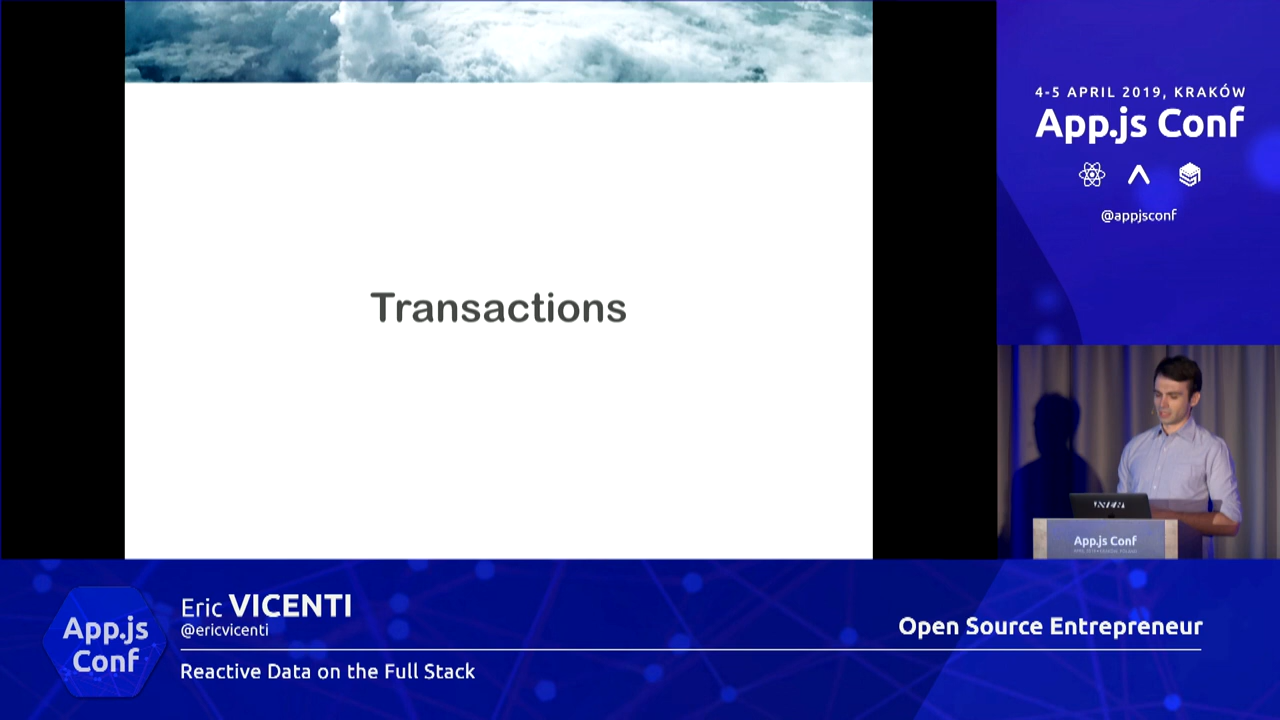 Transactions
4-5 APRIL 2019, KRAKÓW
App.js Conf
@appjsconf
App.js Conf
App.js
Conf
Eric VICENTI
@ericvicenti
Reactive Data on the Full Stack
Open Source Entrepreneur